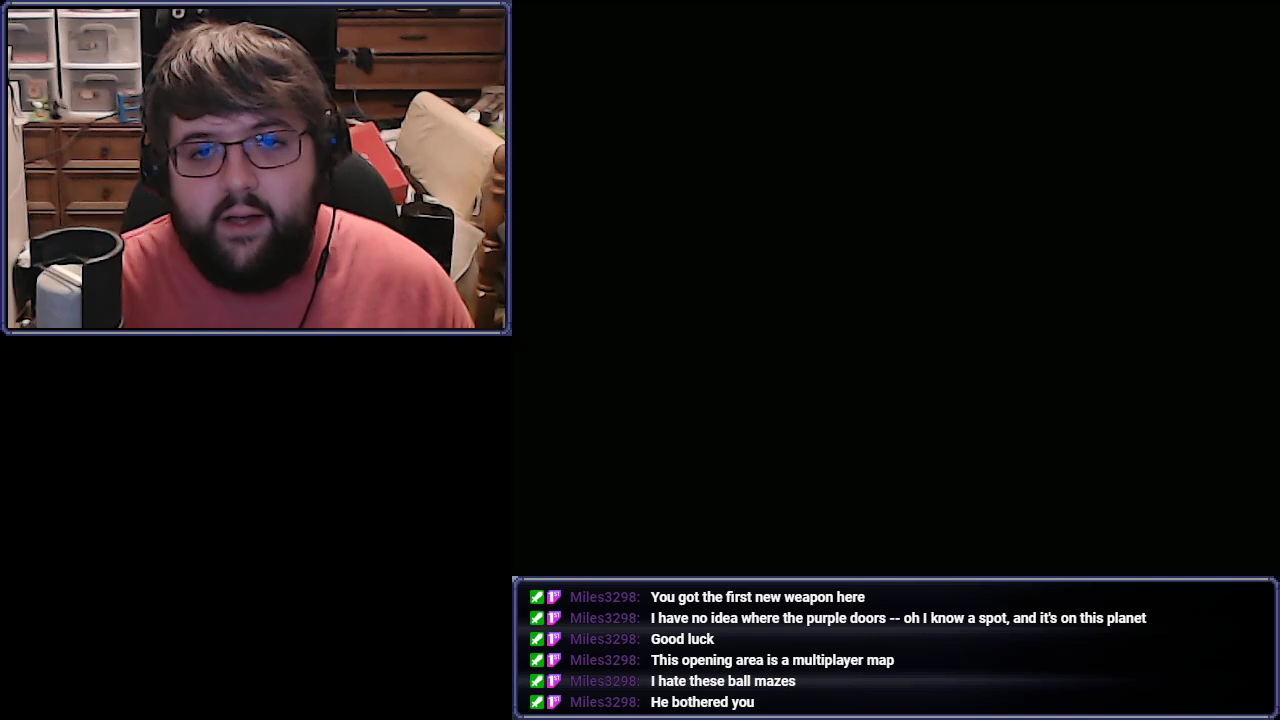 Miles3298: You got the first new weapon here
Miles3298: I have no idea where the purple doors -- oh I know a spot, and it's on this planet
Miles3298: Good luck
Miles3298: This opening area is a multiplayer map
Miles3298: I hate these ball mazes
Miles3298: He bothered you